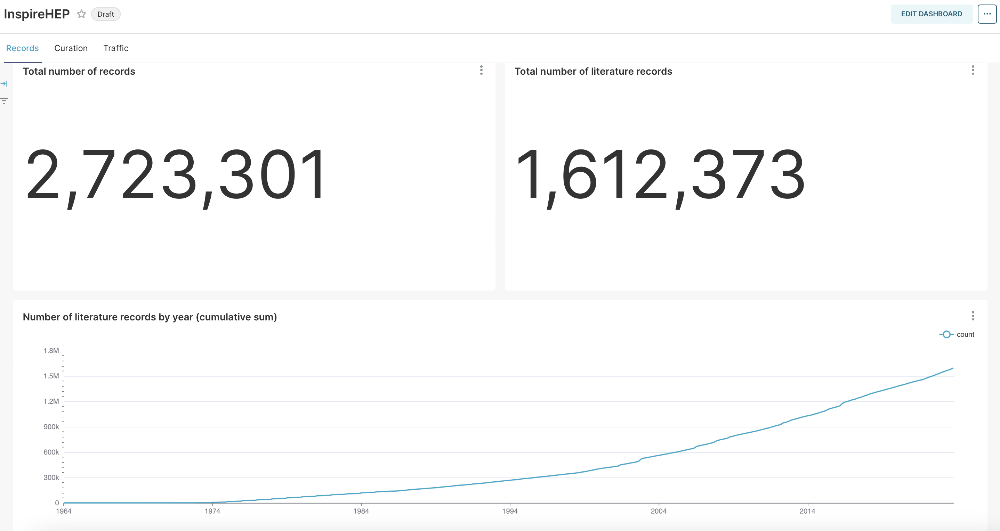 InspireHEP Draft EDIT DASHBOARD
Records Curation Traffic
Total number of records
2,723,301
Total number of literature records
1,612,373
Number of literature records by year (cumulative sum)
count
1.8M
1.5M
1.2M
900k
600k
300k
0
1964 1974 1984 1994 2004 2014